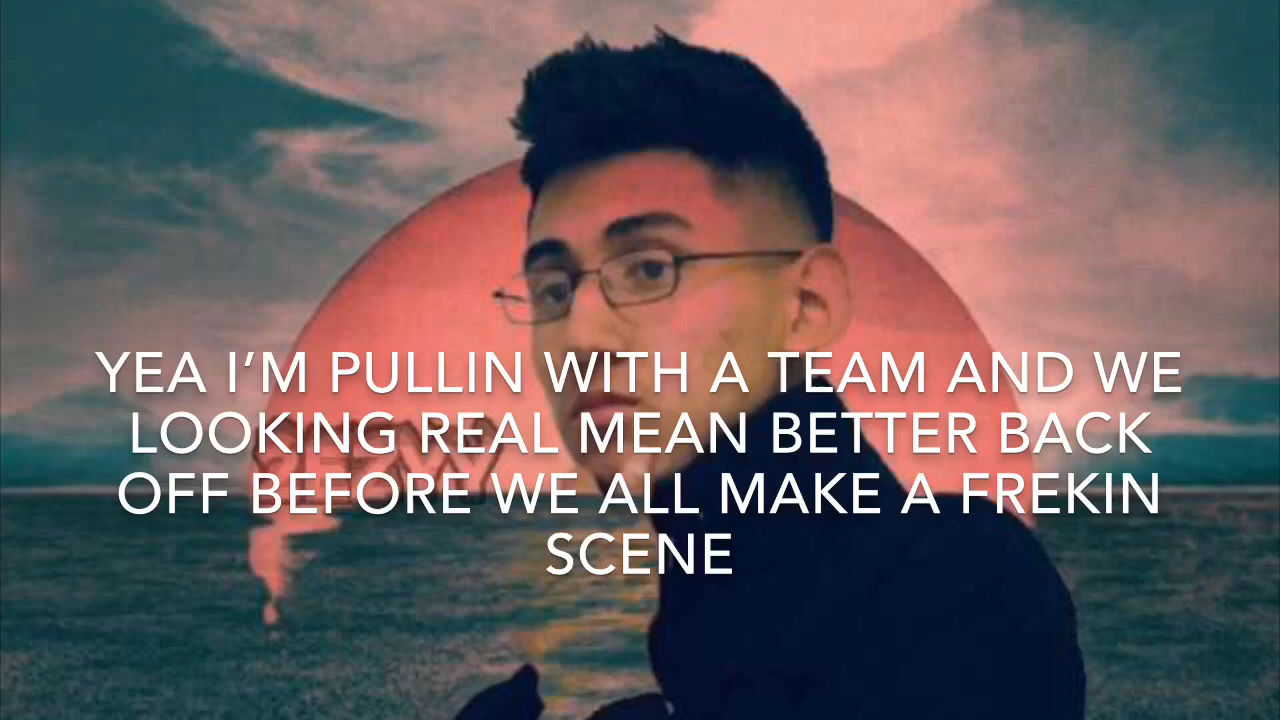 YEA I’M PULLIN WITH A TEAM AND WE
LOOKING REAL MEAN BETTER BACK
OFF BEFORE WE ALL MAKE A FREKIN
SCENE